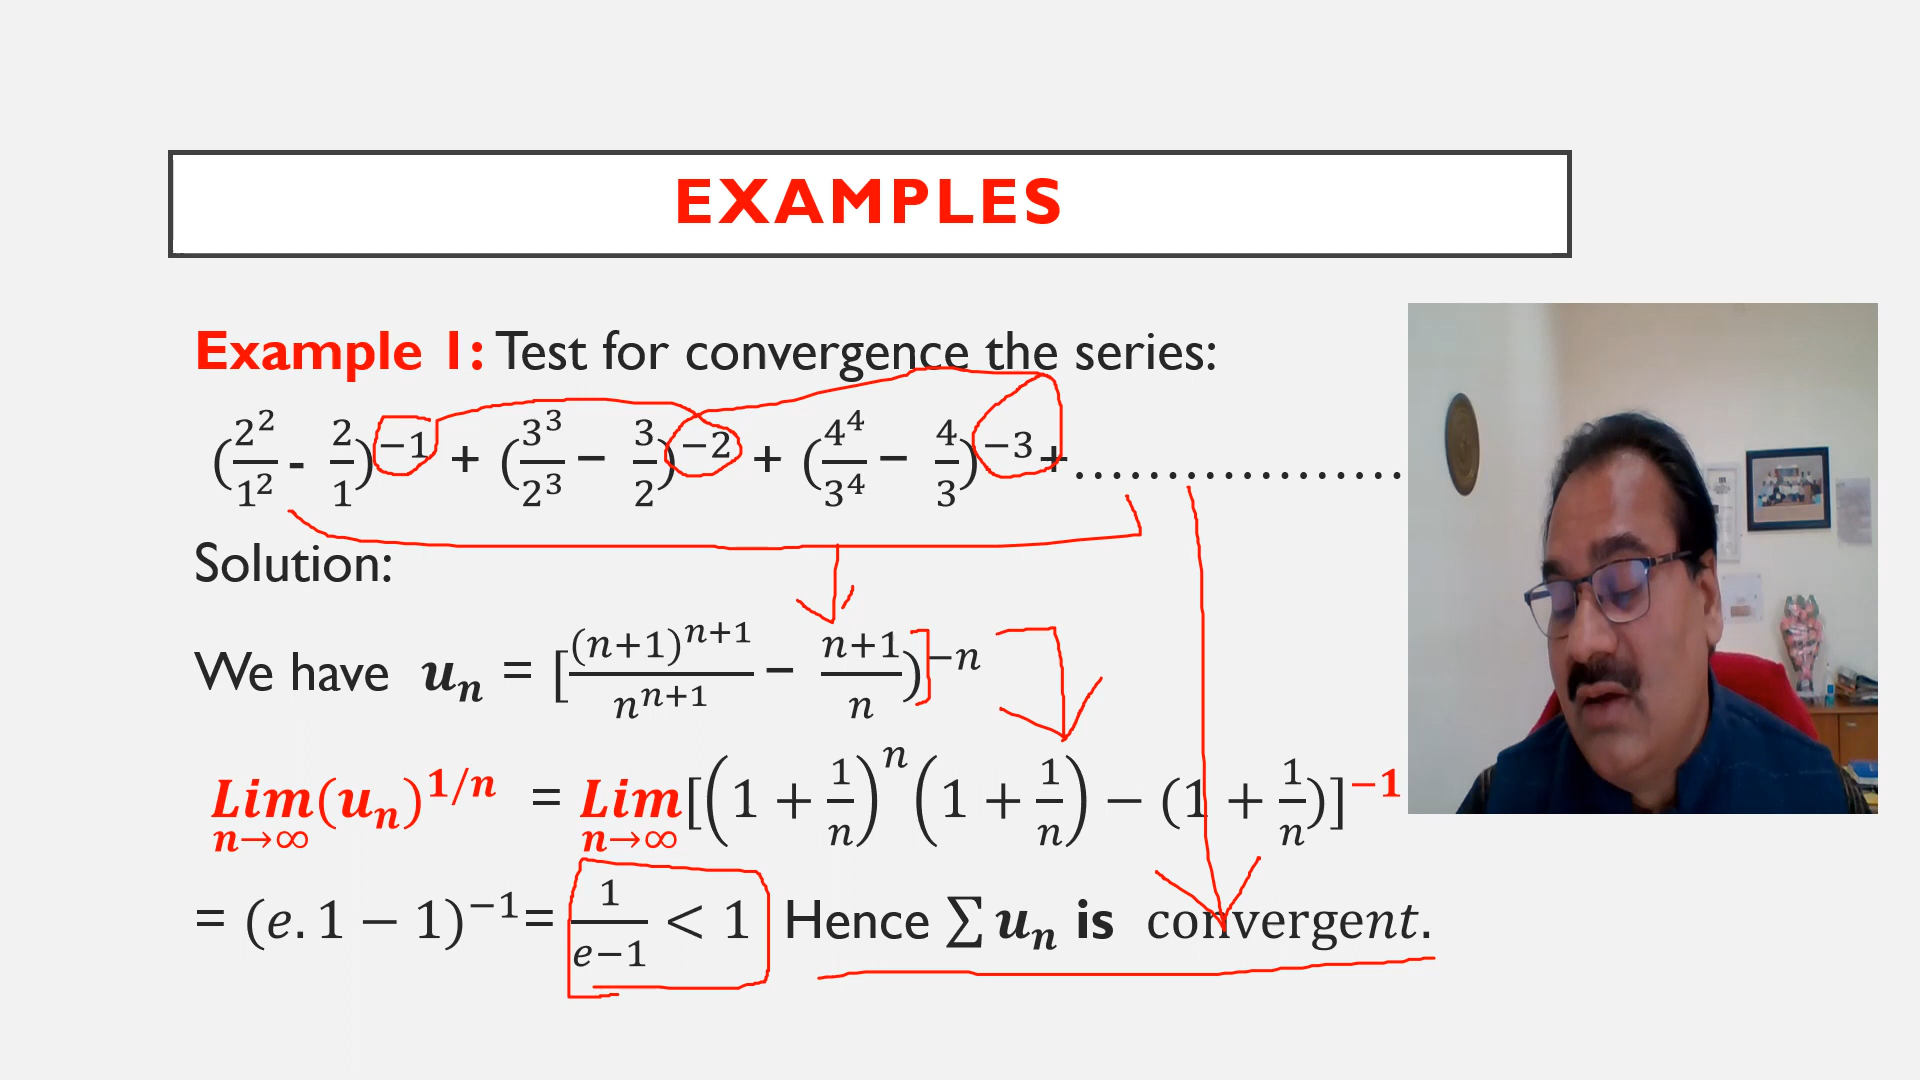 EXAMPLES
Example 1: Test for convergence the series:
(2²/1² - 2/1)⁻¹ + (3³/2³ − 3/2)⁻² + (4⁴/3⁴ − 4/3)⁻³+..................
Solution:
We have uₙ = [(n+1)ⁿ⁺¹/nⁿ⁺¹ − n+1/n)]⁻ⁿ
Lim n→∞ (uₙ)^1/n = Lim n→∞ [(1 + 1/n)ⁿ (1 + 1/n) − (1 + 1/n)]⁻¹
= (e. 1 − 1)⁻¹= 1/e−1 < 1 Hence ∑ uₙ is convergent.